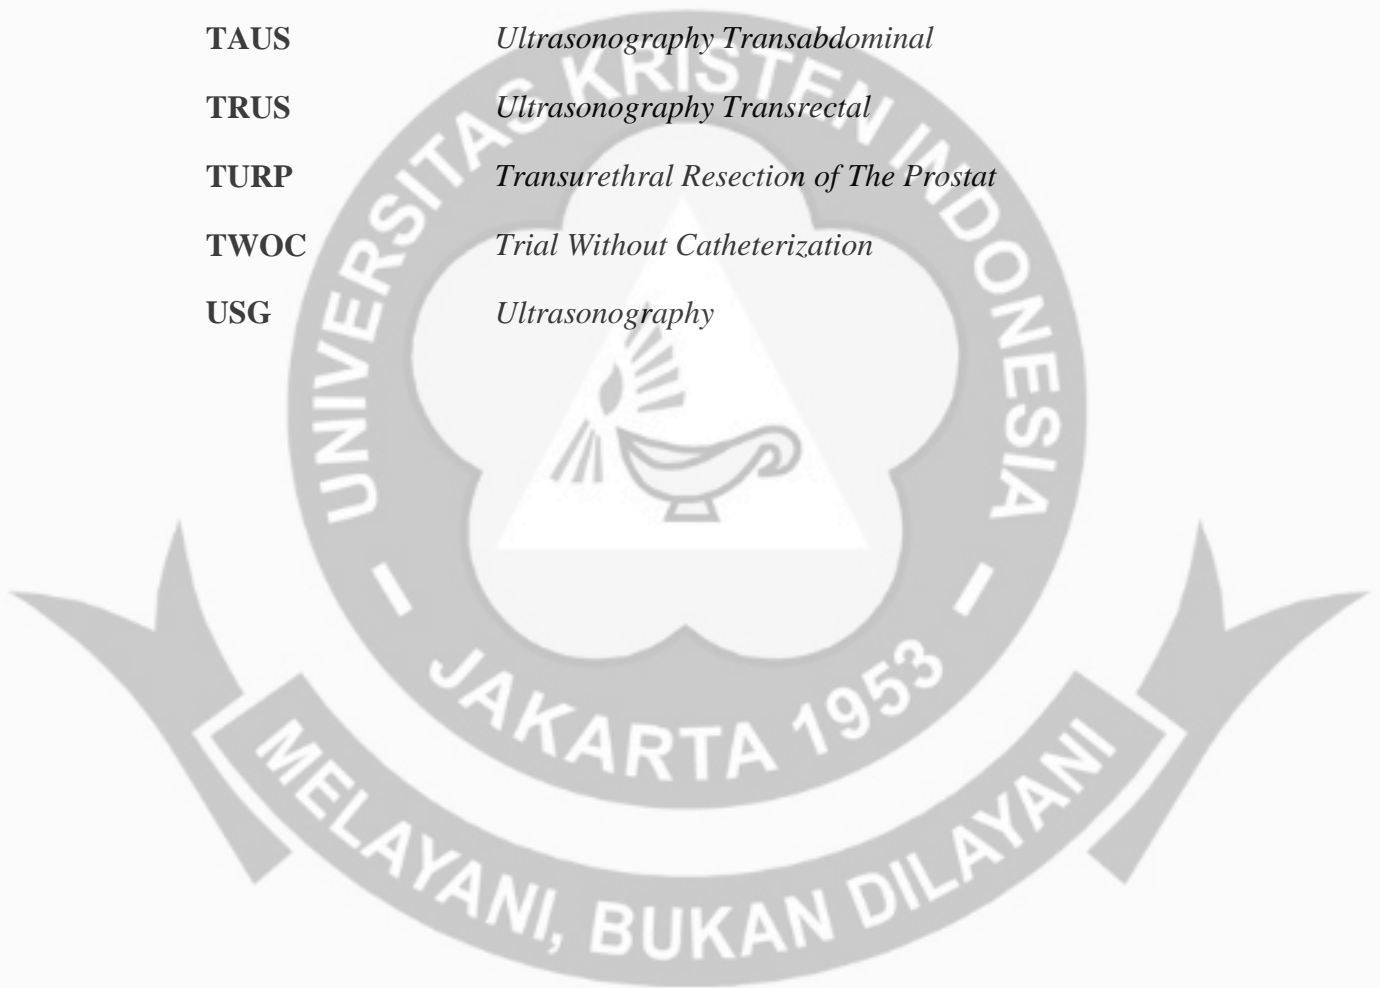 TAUS Ultrasonography Transabdominal
TRUS Ultrasonography Transrectal
TURP Transurethral Resection of The Prostat
TWOC Trial Without Catheterization
USG Ultrasonography
UNIVERSITAS KRISTEN INDONESIA
JAKARTA 1953
MELAYANI, BUKAN DILAYANI